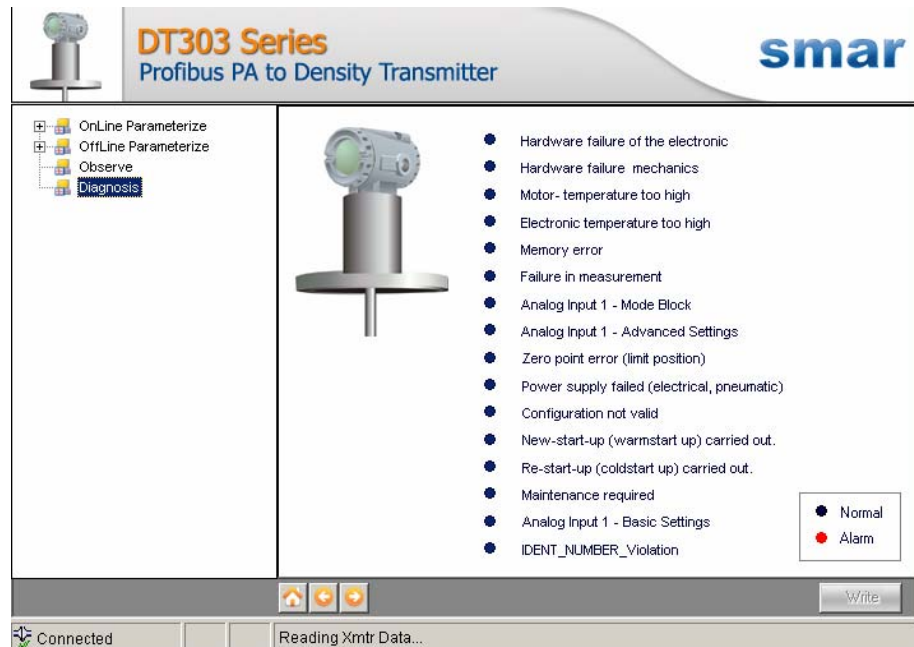 DT303 Series
Profibus PA to Density Transmitter
smar
OnLine Parameterize
OffLine Parameterize
Observe
Diagnosis
Hardware failure of the electronic
Hardware failure mechanics
Motor- temperature too high
Electronic temperature too high
Memory error
Failure in measurement
Analog Input 1 - Mode Block
Analog Input 1 - Advanced Settings
Zero point error (limit position)
Power supply failed (electrical, pneumatic)
Configuration not valid
New-start-up (warmstart up) carried out.
Re-start-up (coldstart up) carried out.
Maintenance required
Analog Input 1 - Basic Settings
IDENT_NUMBER_Violation
Normal
Alarm
Write
Connected
Reading Xmtr Data...